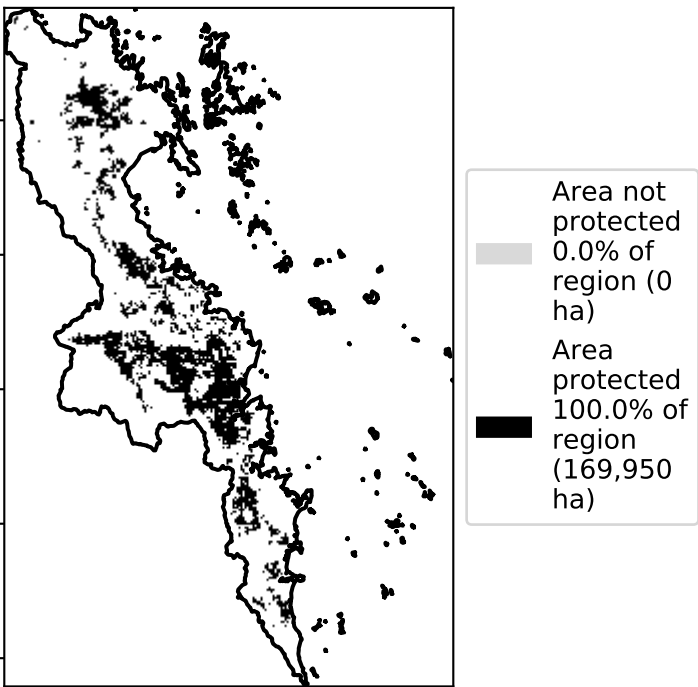 Area not
protected
0.0% of
region (0
ha)
Area
protected
100.0% of
region
(169,950
ha)